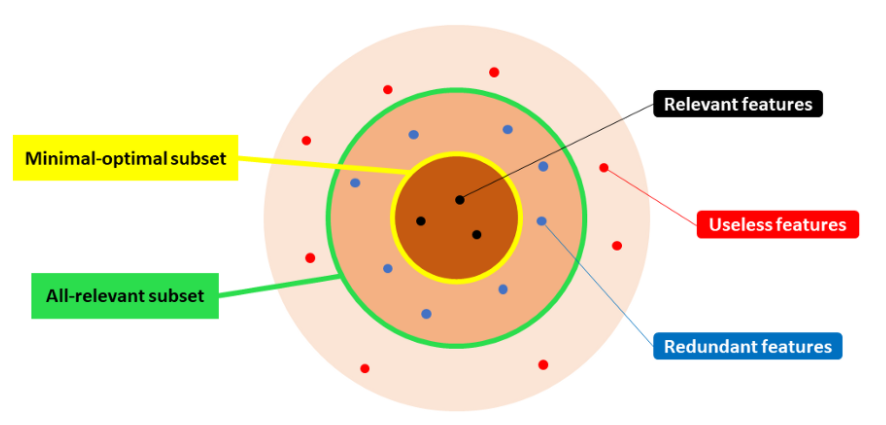 Relevant features
Minimal-optimal subset
Useless features
All-relevant subset
Redundant features